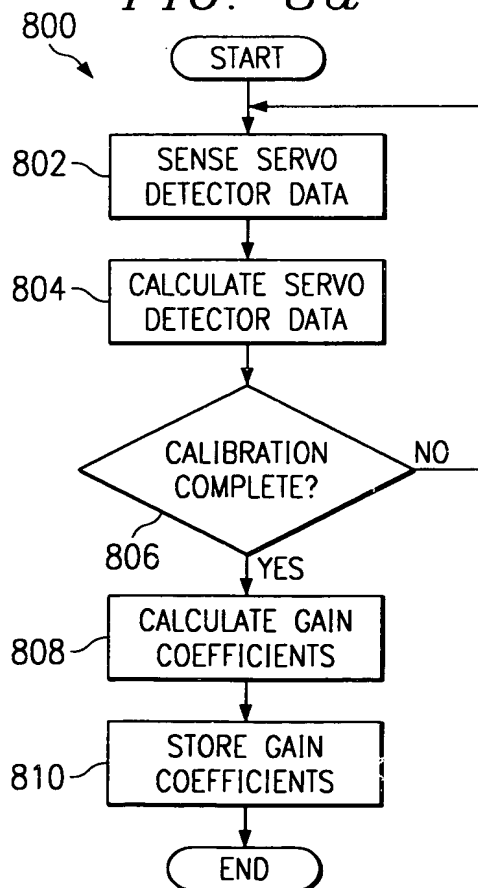 FIG. 8a
800
START
802
SENSE SERVO
DETECTOR DATA
804
CALCULATE SERVO
DETECTOR DATA
CALIBRATION
COMPLETE?
NO
806
YES
808
CALCULATE GAIN
COEFFICIENTS
810
STORE GAIN
COEFFICIENTS
END